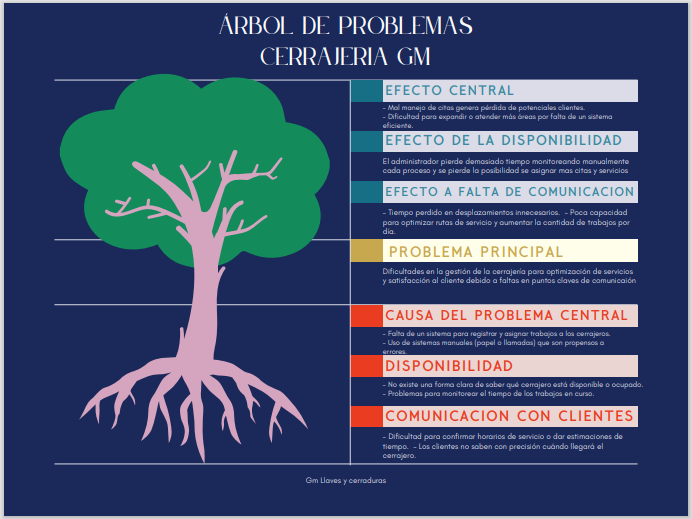 ÁRBOL DE PROBLEMAS
CERRAJERIA GM
EFECTO CENTRAL
- Mal manejo de citas genera pérdida de potenciales clientes.
- Dificultad para expandir o atender más áreas por falta de un sistema
eficiente.
EFECTO DE LA DISPONIBILIDAD
El administrador pierde demasiado tiempo monitoreando manualmente
cada proceso y se pierde la posibilidad se asignar mas citas y servicios
EFECTO A FALTA DE COMUNICACION
- Tiempo perdido en desplazamientos innecesarios. - Poca capacidad
para optimizar rutas de servicio y aumentar la cantidad de trabajos por
día.
PROBLEMA PRINCIPAL
Dificultades en la gestión de la cerrajería para optimización de servicios
y satisfacción al cliente debido a faltas en puntos claves de comunicaión
CAUSA DEL PROBLEMA CENTRAL
- Falta de un sistema para registrar y asignar trabajos a los cerrajeros.
- Uso de sistemas manuales (papel o llamadas) que son propensos a
errores.
DISPONIBILIDAD
- No existe una forma clara de saber qué cerrajero está disponible o ocupado.
- Problemas para monitorear el tiempo de los trabajos en curso.
COMUNICACION CON CLIENTES
- Dificultad para confirmar horarios de servicio o dar estimaciones de
tiempo. - Los clientes no saben con precisión cuándo llegará el
cerrajero.
Gm Llaves y cerraduras